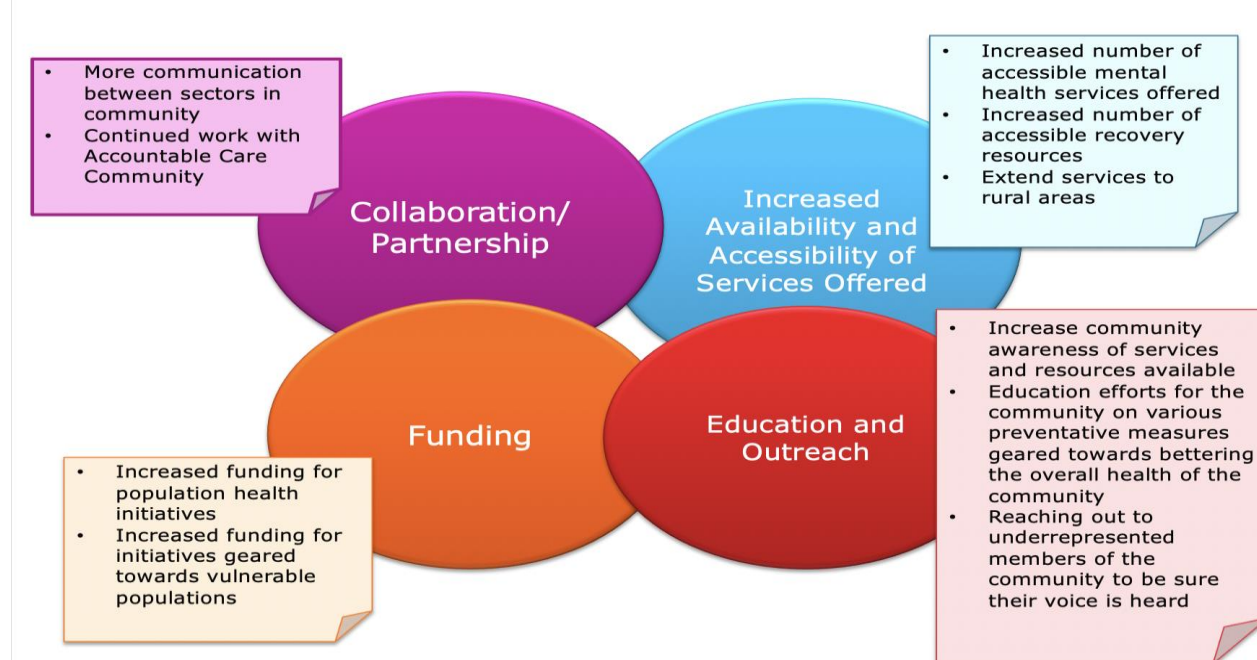 • More communication
between sectors in
community
• Continued work with
Accountable Care
Community
Collaboration/
Partnership
Increased
Availability and
Accessibility of
Services Offered
• Increased number of
accessible mental
health services offered
• Increased number of
accessible recovery
resources
• Extend services to
rural areas
Funding
• Increased funding for
population health
initiatives
• Increased funding for
initiatives geared
towards vulnerable
populations
Education and
Outreach
• Increase community
awareness of services
and resources available
• Education efforts for the
community on various
preventative measures
geared towards bettering
the overall health of the
community
• Reaching out to
underrepresented
members of the
community to be sure
their voice is heard